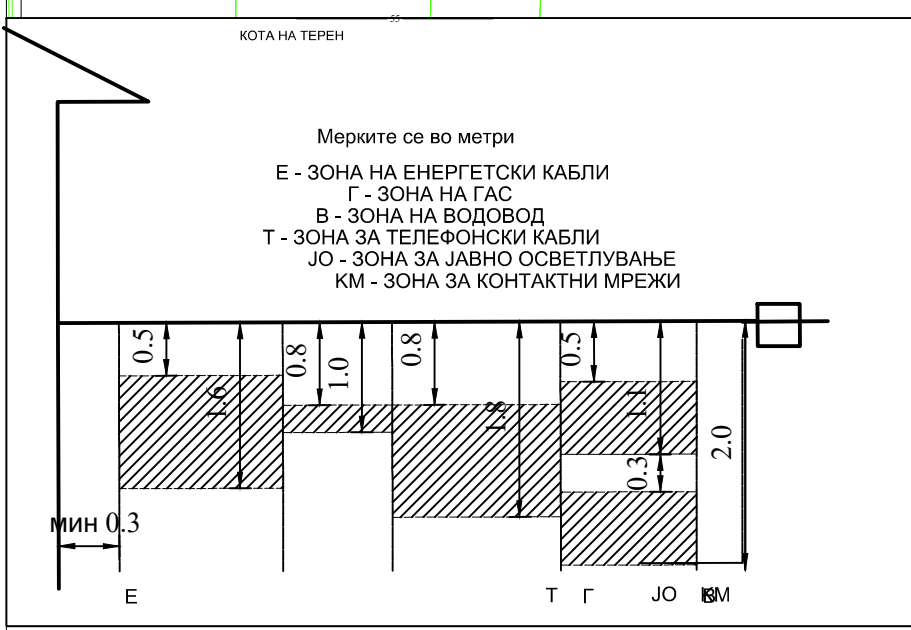 55
КОТА НА ТЕРЕН
Мерките се во метри
Е - ЗОНА НА ЕНЕРГЕТСКИ КАБЛИ
Г - ЗОНА НА ГАС
В - ЗОНА НА ВОДОВОД
Т - ЗОНА ЗА ТЕЛЕФОНСКИ КАБЛИ
ЈО - ЗОНА ЗА ЈАВНО ОСВЕТЛУВАЊЕ
КМ - ЗОНА ЗА КОНТАКТНИ МРЕЖИ
0.5 0.8 1.0 0.8 0.5
1.6 1.8 1.1
0.3 2.0
мин 0.3
Е Т Г ЈО КМ